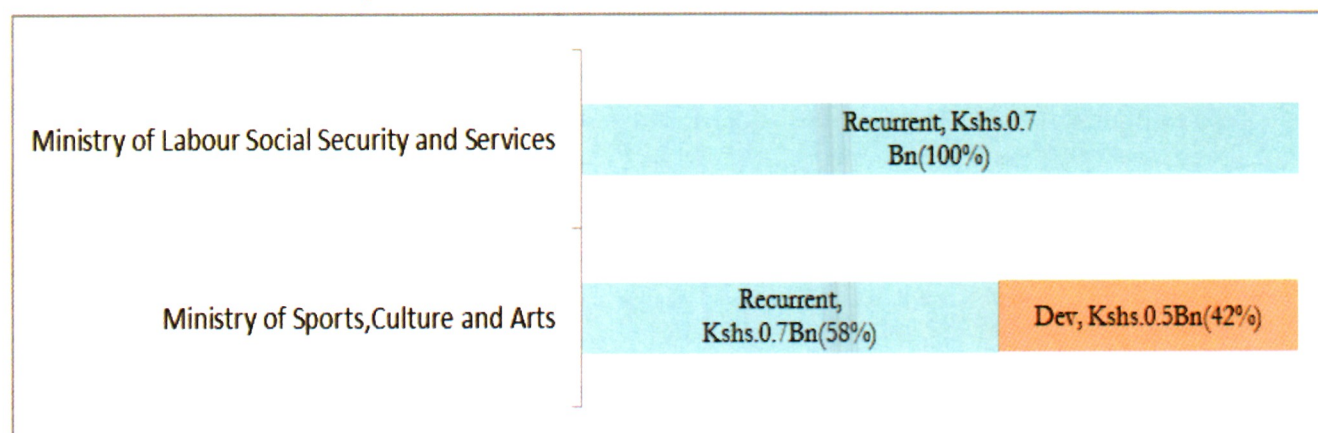 Ministry of Labour Social Security and Services
Recurrent, Kshs.0.7
Bn(100%)
Ministry of Sports,Culture and Arts
Recurrent,
Kshs.0.7Bn(58%)
Dev, Kshs.0.5Bn(42%)